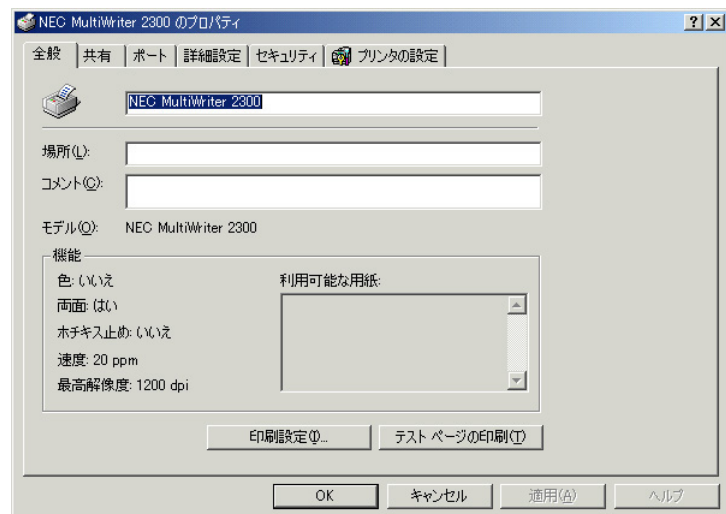 NEC MultiWriter 2300 のプロパティ
全般 共有 ポート 詳細設定 セキュリティ プリンタの設定
NEC MultiWriter 2300
場所(L):
コメント(C):
モデル(O): NEC MultiWriter 2300
機能
色: いいえ 利用可能な用紙:
両面: はい
ホチキス止め: いいえ
速度: 20 ppm
最高解像度: 1200 dpi
印刷設定(I)... テスト ページの印刷(T)
OK キャンセル 適用(A) ヘルプ